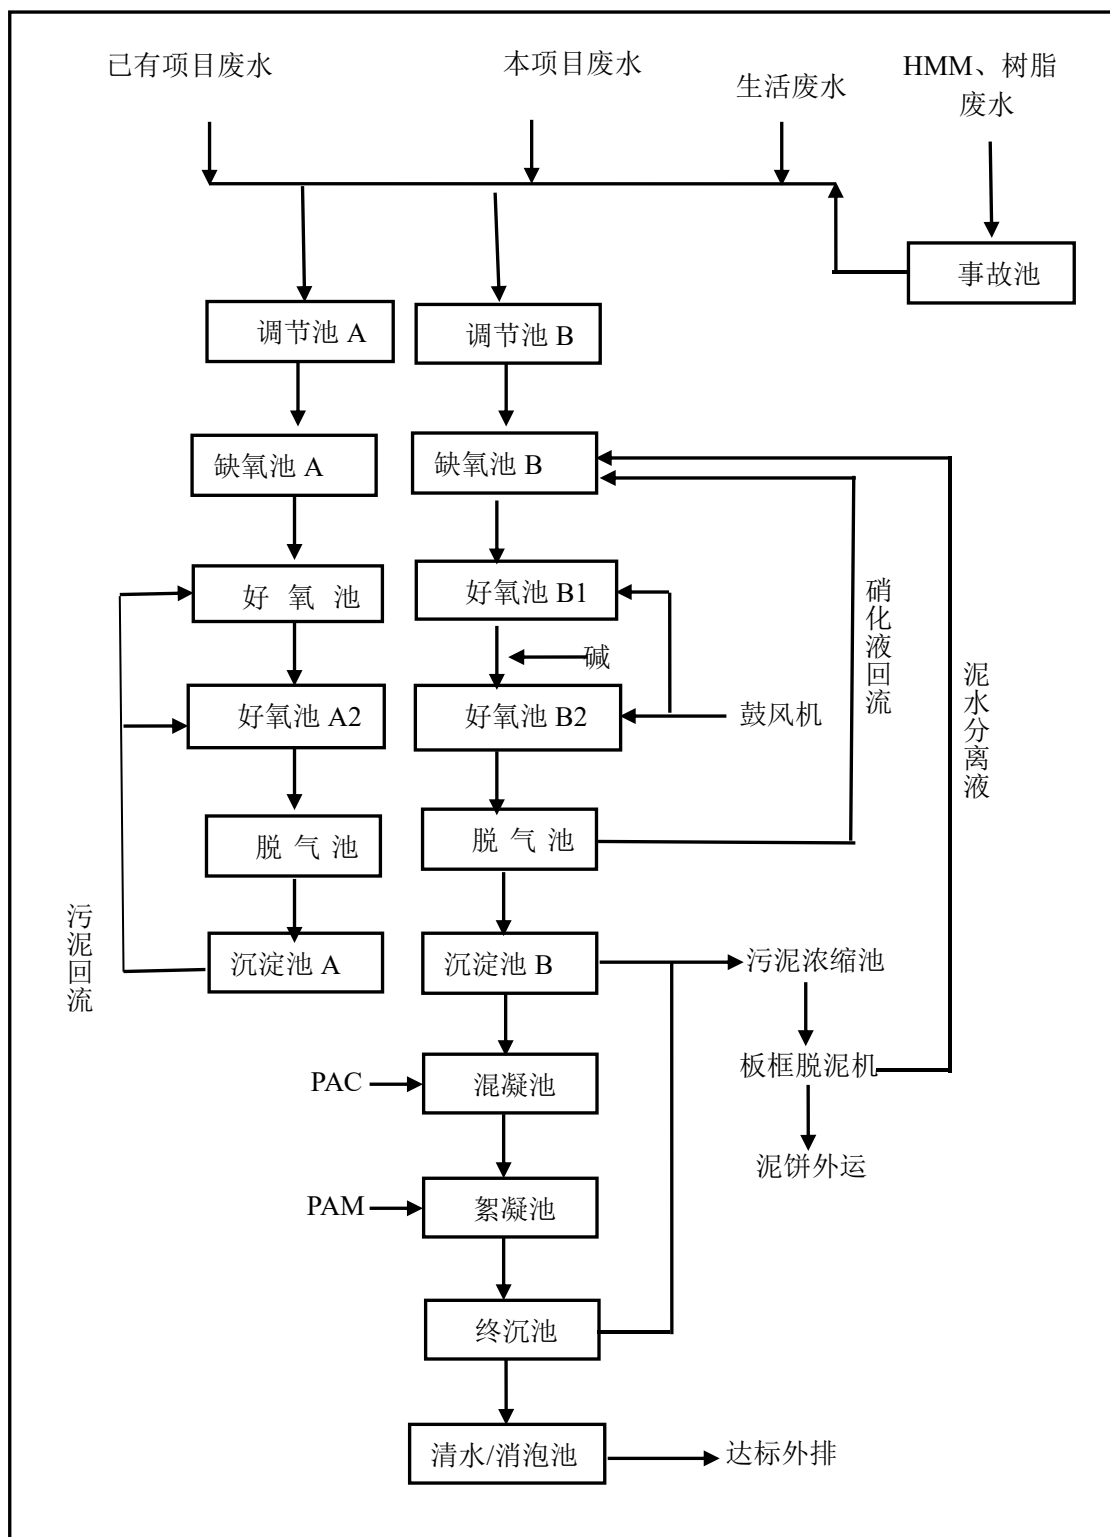 已有项目废水
本项目废水
生活废水
HMM、树脂
废水
事故池
调节池 A
调节池 B
缺氧池 A
缺氧池 B
好 氧 池
好氧池 B1
碱
好氧池 A2
好氧池 B2
鼓风机
硝化液回流
泥水分离液
脱 气 池
脱 气 池
污泥回流
沉淀池 A
沉淀池 B
污泥浓缩池
板框脱泥机
泥饼外运
PAC
混凝池
PAM
絮凝池
终沉池
清水/消泡池
达标外排